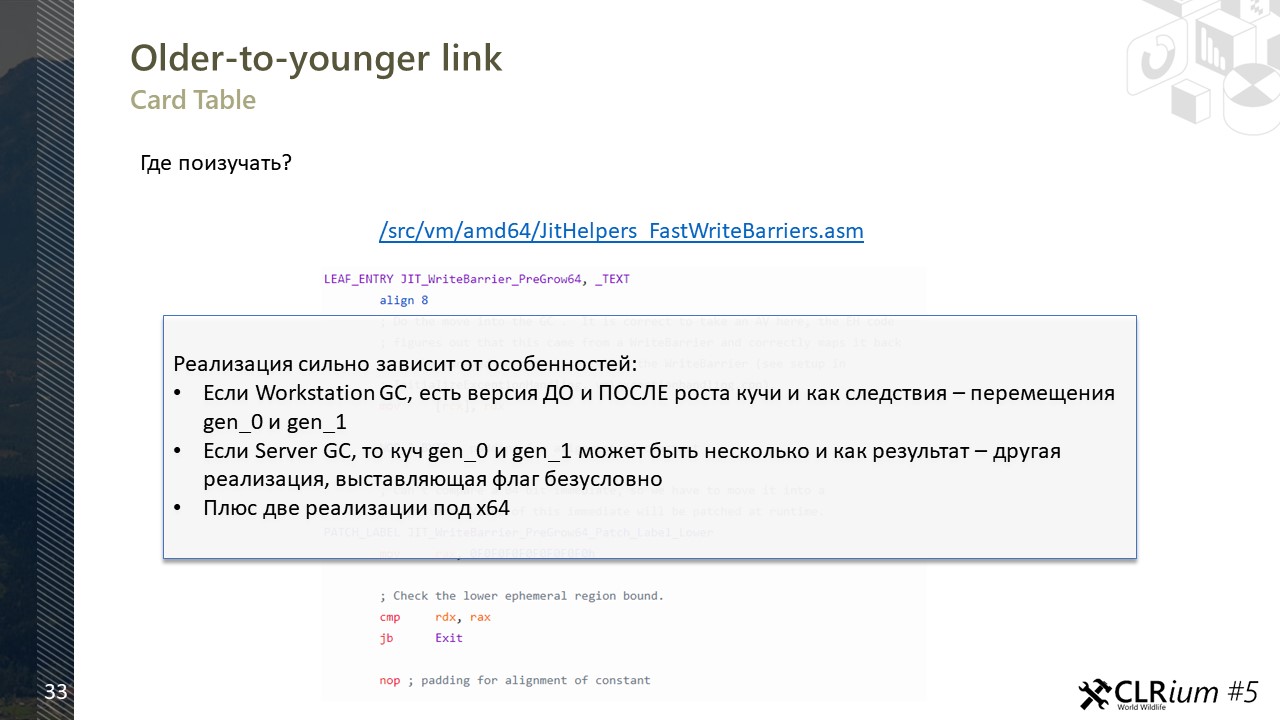 Older-to-younger link
Card Table
Где поизучать?
/src/vm/amd64/JitHelpers_FastWriteBarriers.asm
LEAF_ENTRY JIT_WriteBarrier_PreGrow64, _TEXT
align 8
Реализация сильно зависит от особенностей:
• Если Workstation GC, есть версия ДО и ПОСЛЕ роста кучи и как следствия – перемещения
gen_0 и gen_1
• Если Server GC, то куч gen_0 и gen_1 может быть несколько и как результат – другая
реализация, выставляющая флаг безусловно
• Плюс две реализации под x64
PATCH_LABEL JIT_WriteBarrier_PreGrow64_Patch_Label_Lower
; Check the lower ephemeral region bound.
cmp rdx, rax
jb Exit
nop ; padding for alignment of constant
33
CLRium #5
World Wildlife